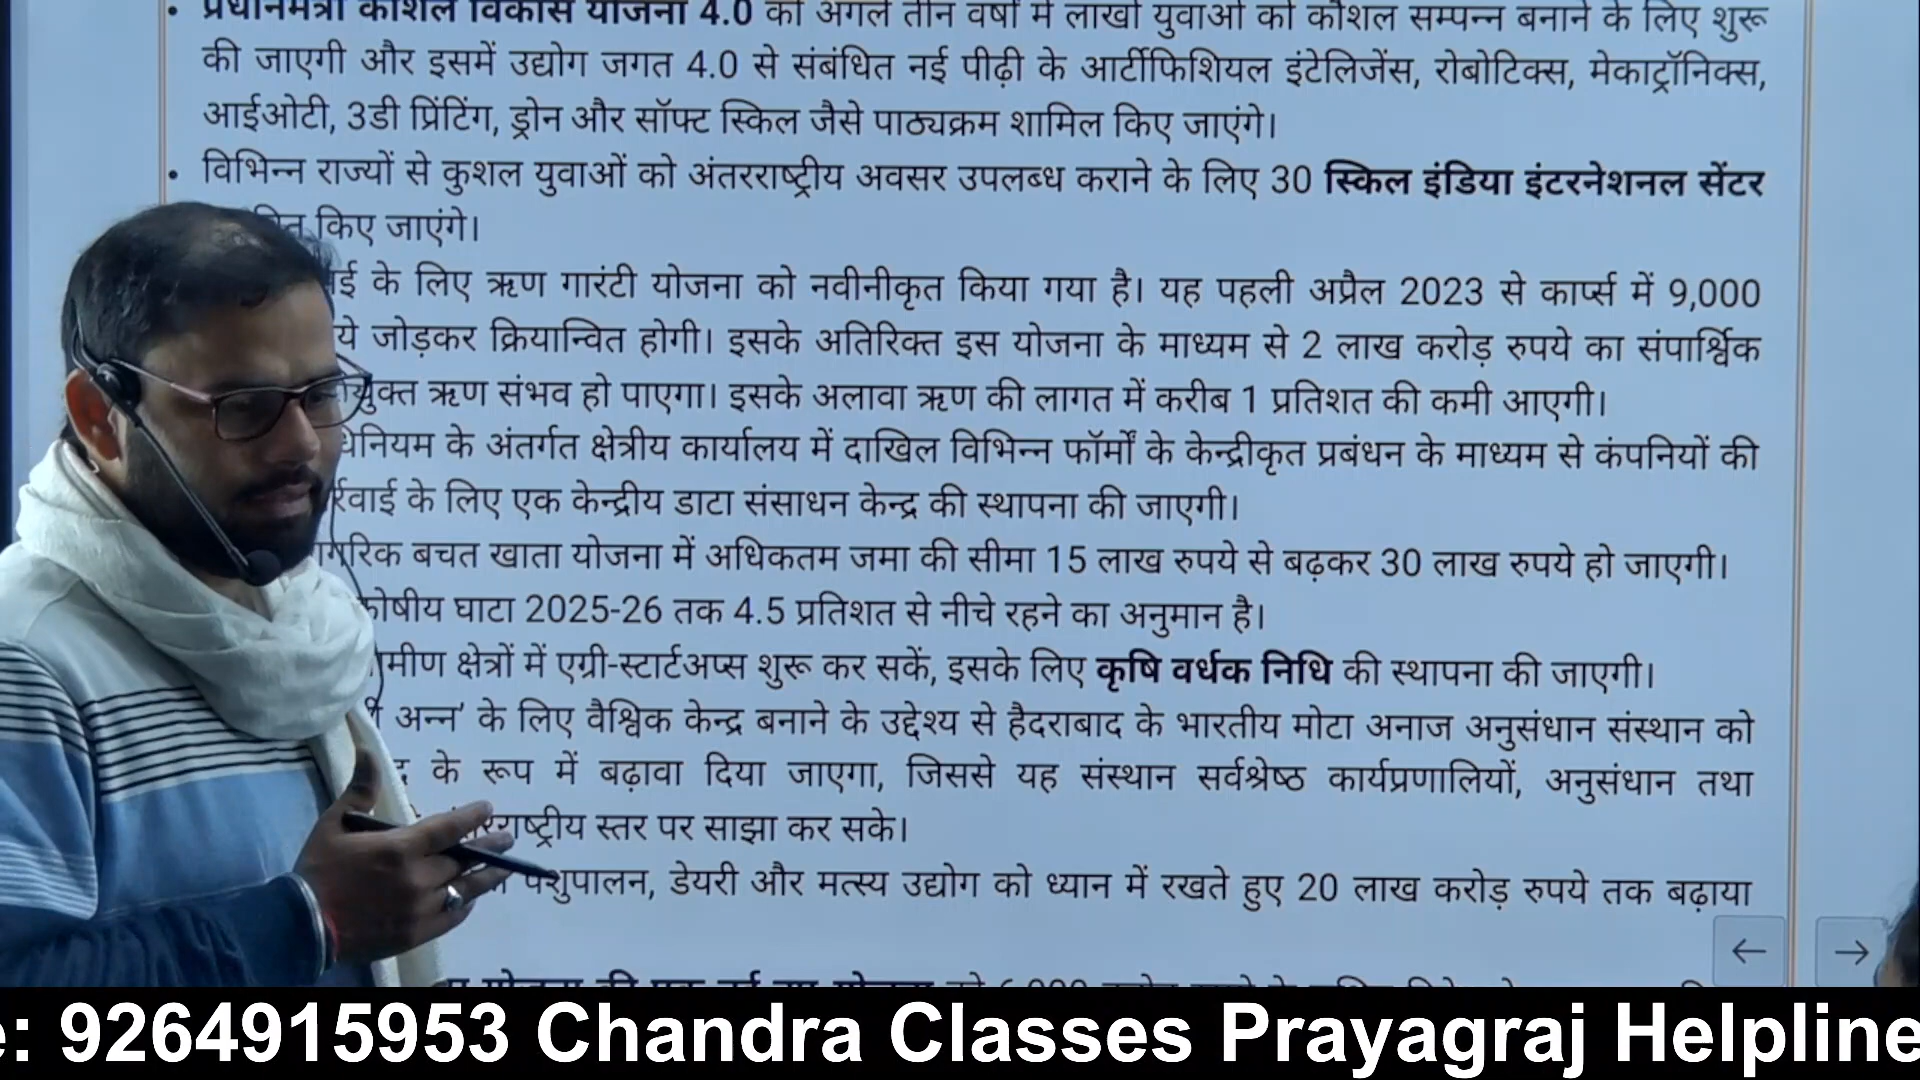 प्रधानमंत्री कौशल विकास योजना 4.0 को अगले तीन वर्षों में लाखों युवाओं को कौशल सम्पन्न बनाने के लिए शुरू
की जाएगी और इसमें उद्योग जगत 4.0 से संबंधित नई पीढ़ी के आर्टीफिशियल इंटेलिजेंस, रोबोटिक्स, मेकाट्रॉनिक्स,
आईओटी, 3डी प्रिंटिंग, ड्रोन और सॉफ्ट स्किल जैसे पाठ्यक्रम शामिल किए जाएंगे।
विभिन्न राज्यों से कुशल युवाओं को अंतरराष्ट्रीय अवसर उपलब्ध कराने के लिए 30 स्किल इंडिया इंटरनेशनल सेंटर
किए जाएंगे।
के लिए ऋण गारंटी योजना को नवीनीकृत किया गया है। यह पहली अप्रैल 2023 से कार्प्स में 9,000
जोड़कर क्रियान्वित होगी। इसके अतिरिक्त इस योजना के माध्यम से 2 लाख करोड़ रुपये का संपार्श्विक
ऋण संभव हो पाएगा। इसके अलावा ऋण की लागत में करीब 1 प्रतिशत की कमी आएगी।
के अंतर्गत क्षेत्रीय कार्यालय में दाखिल विभिन्न फॉर्मों के केन्द्रीकृत प्रबंधन के माध्यम से कंपनियों की
के लिए एक केन्द्रीय डाटा संसाधन केन्द्र की स्थापना की जाएगी।
बचत खाता योजना में अधिकतम जमा की सीमा 15 लाख रुपये से बढ़कर 30 लाख रुपये हो जाएगी।
घाटा 2025-26 तक 4.5 प्रतिशत से नीचे रहने का अनुमान है।
क्षेत्रों में एग्री-स्टार्टअप्स शुरू कर सकें, इसके लिए कृषि वर्धक निधि की स्थापना की जाएगी।
अन्न' के लिए वैश्विक केन्द्र बनाने के उद्देश्य से हैदराबाद के भारतीय मोटा अनाज अनुसंधान संस्थान को
के रूप में बढ़ावा दिया जाएगा, जिससे यह संस्थान सर्वश्रेष्ठ कार्यप्रणालियों, अनुसंधान तथा
स्तर पर साझा कर सके।
पशुपालन, डेयरी और मत्स्य उद्योग को ध्यान में रखते हुए 20 लाख करोड़ रुपये तक बढ़ाया
9264915953 Chandra Classes Prayagraj Helpline